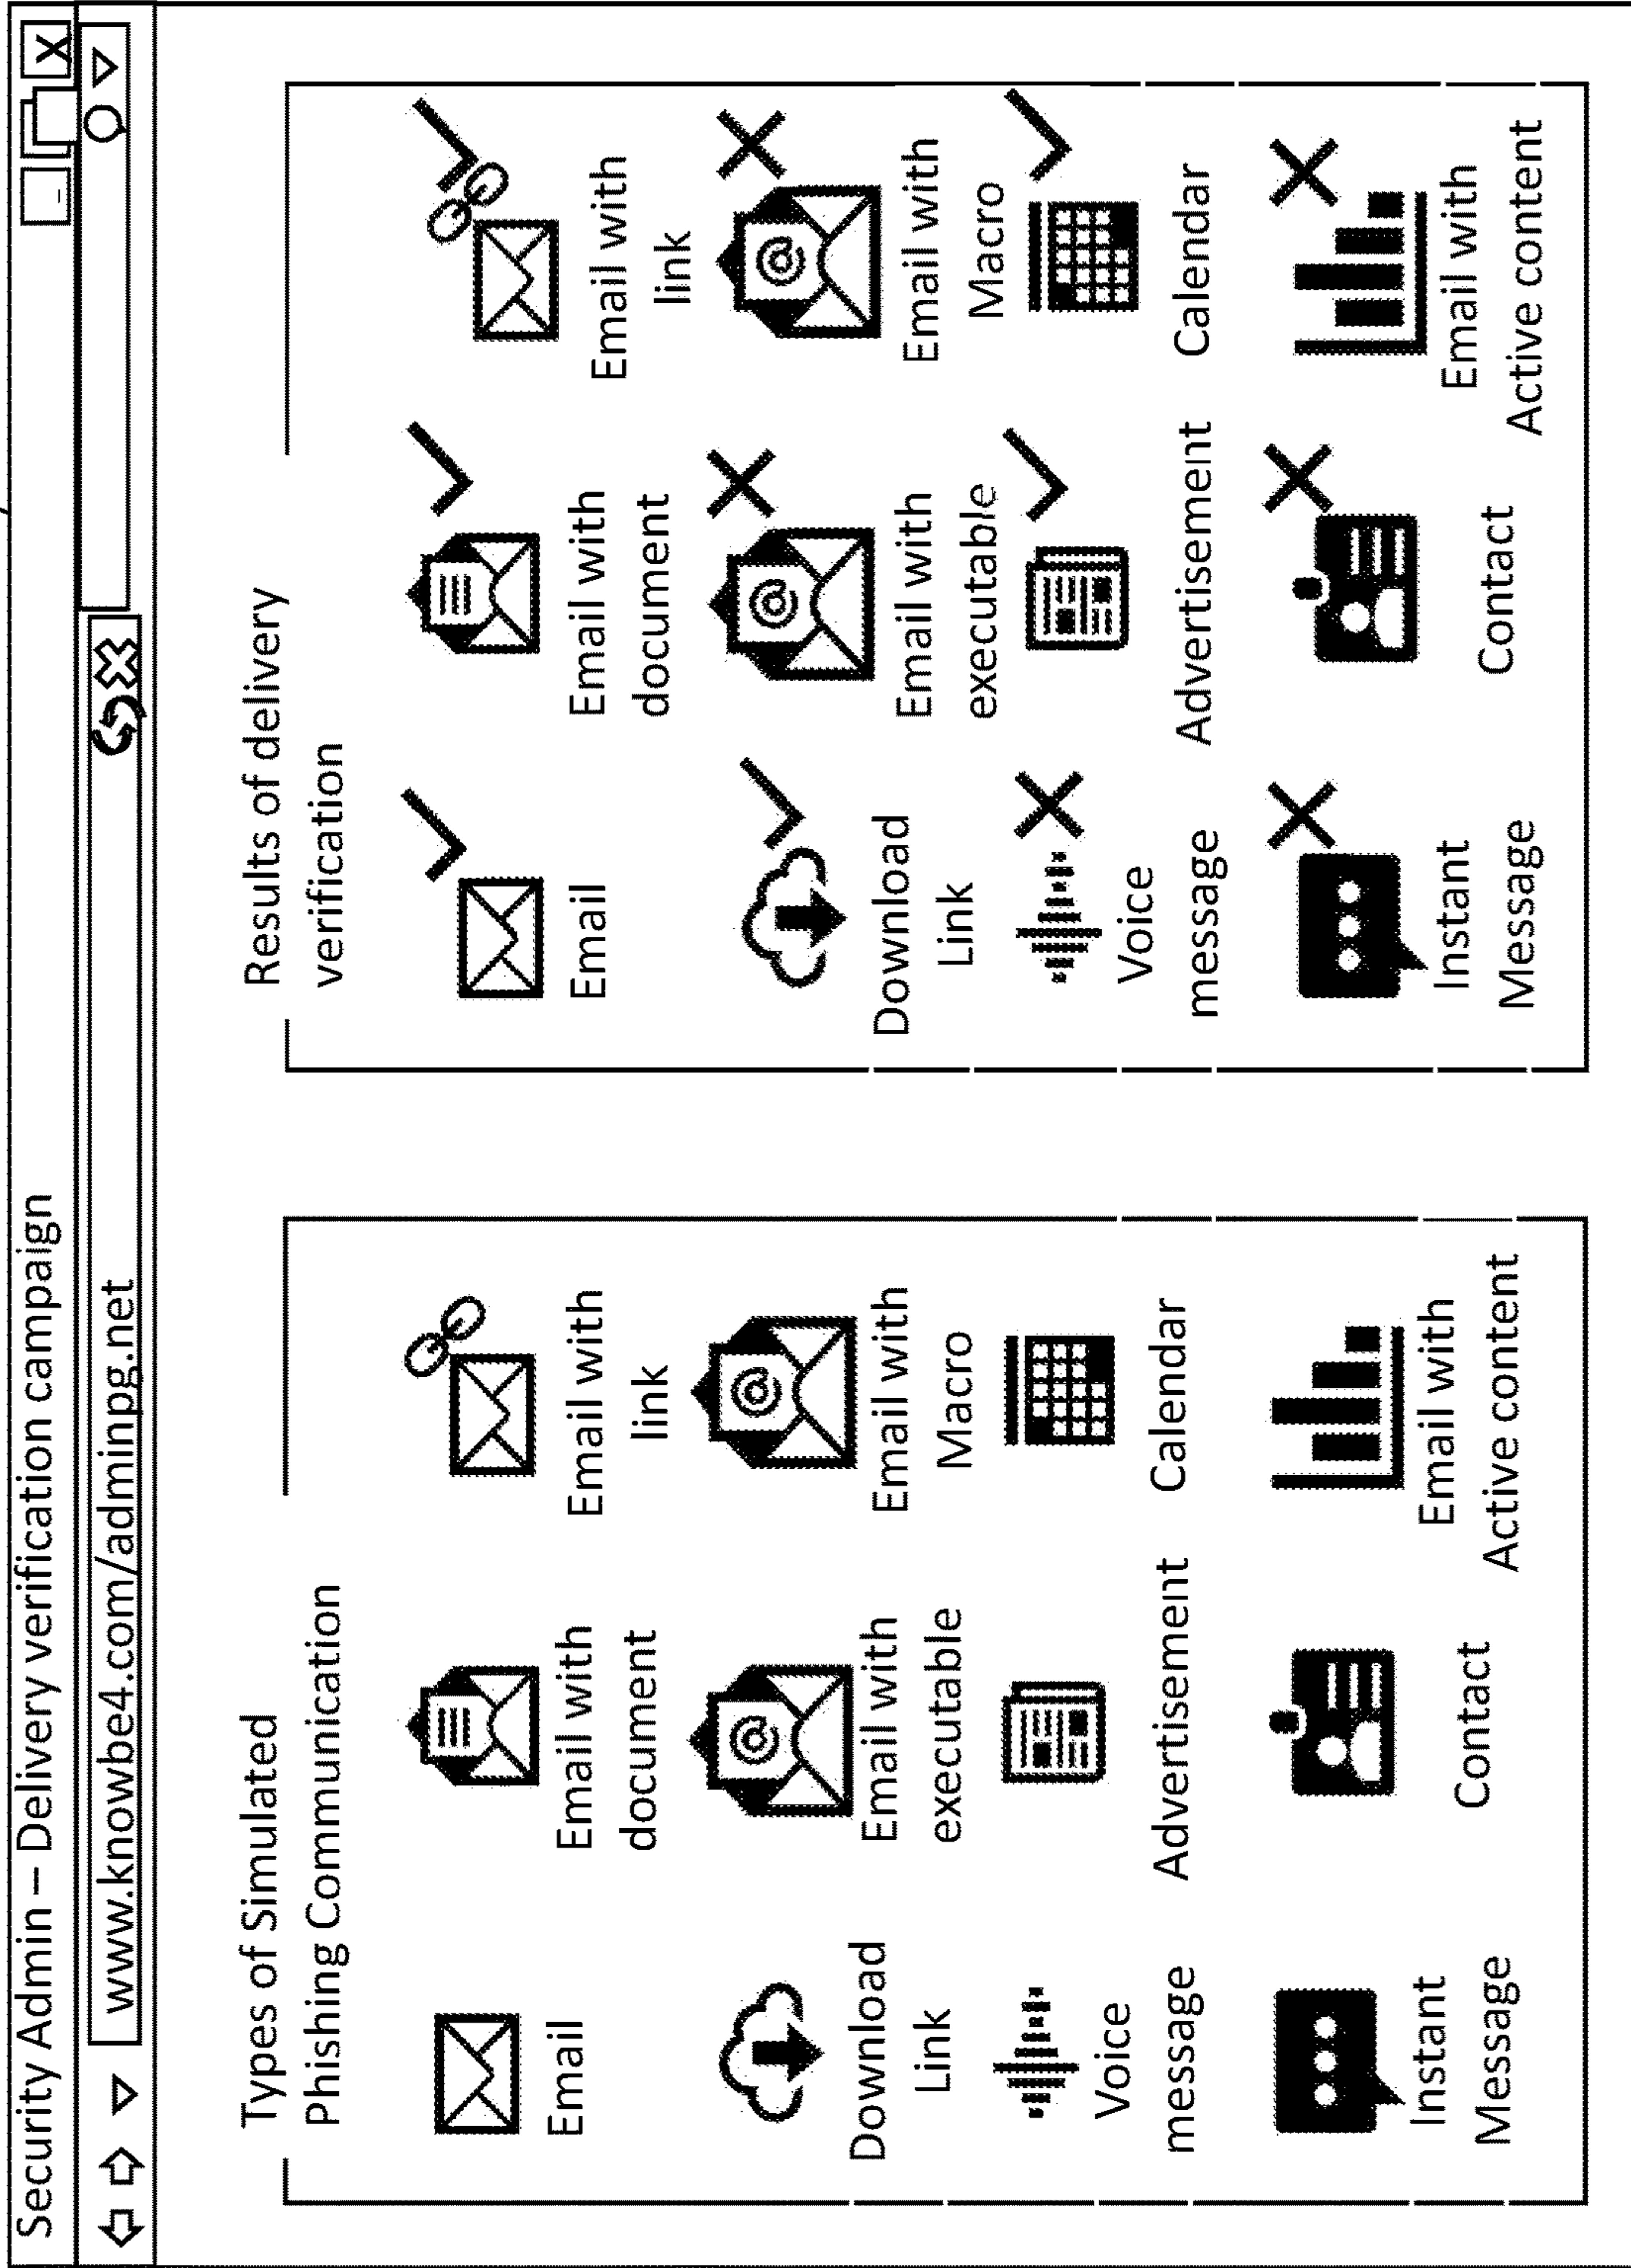 Security Admin – Delivery verification campaign
_ X
www.knowbe4.com/adminpg.net
Types of Simulated
Phishing Communication
Email
Email with
document
Email with
link
Download
Link
Email with
executable
Email with
Macro
Voice
message
Advertisement
Calendar
Instant
Message
Contact
Email with
Active content
Results of delivery
verification
Email
Email with
document
Email with
link
Download
Link
Email with
executable
Email with
Macro
Voice
message
Advertisement
Calendar
Instant
Message
Contact
Email with
Active content